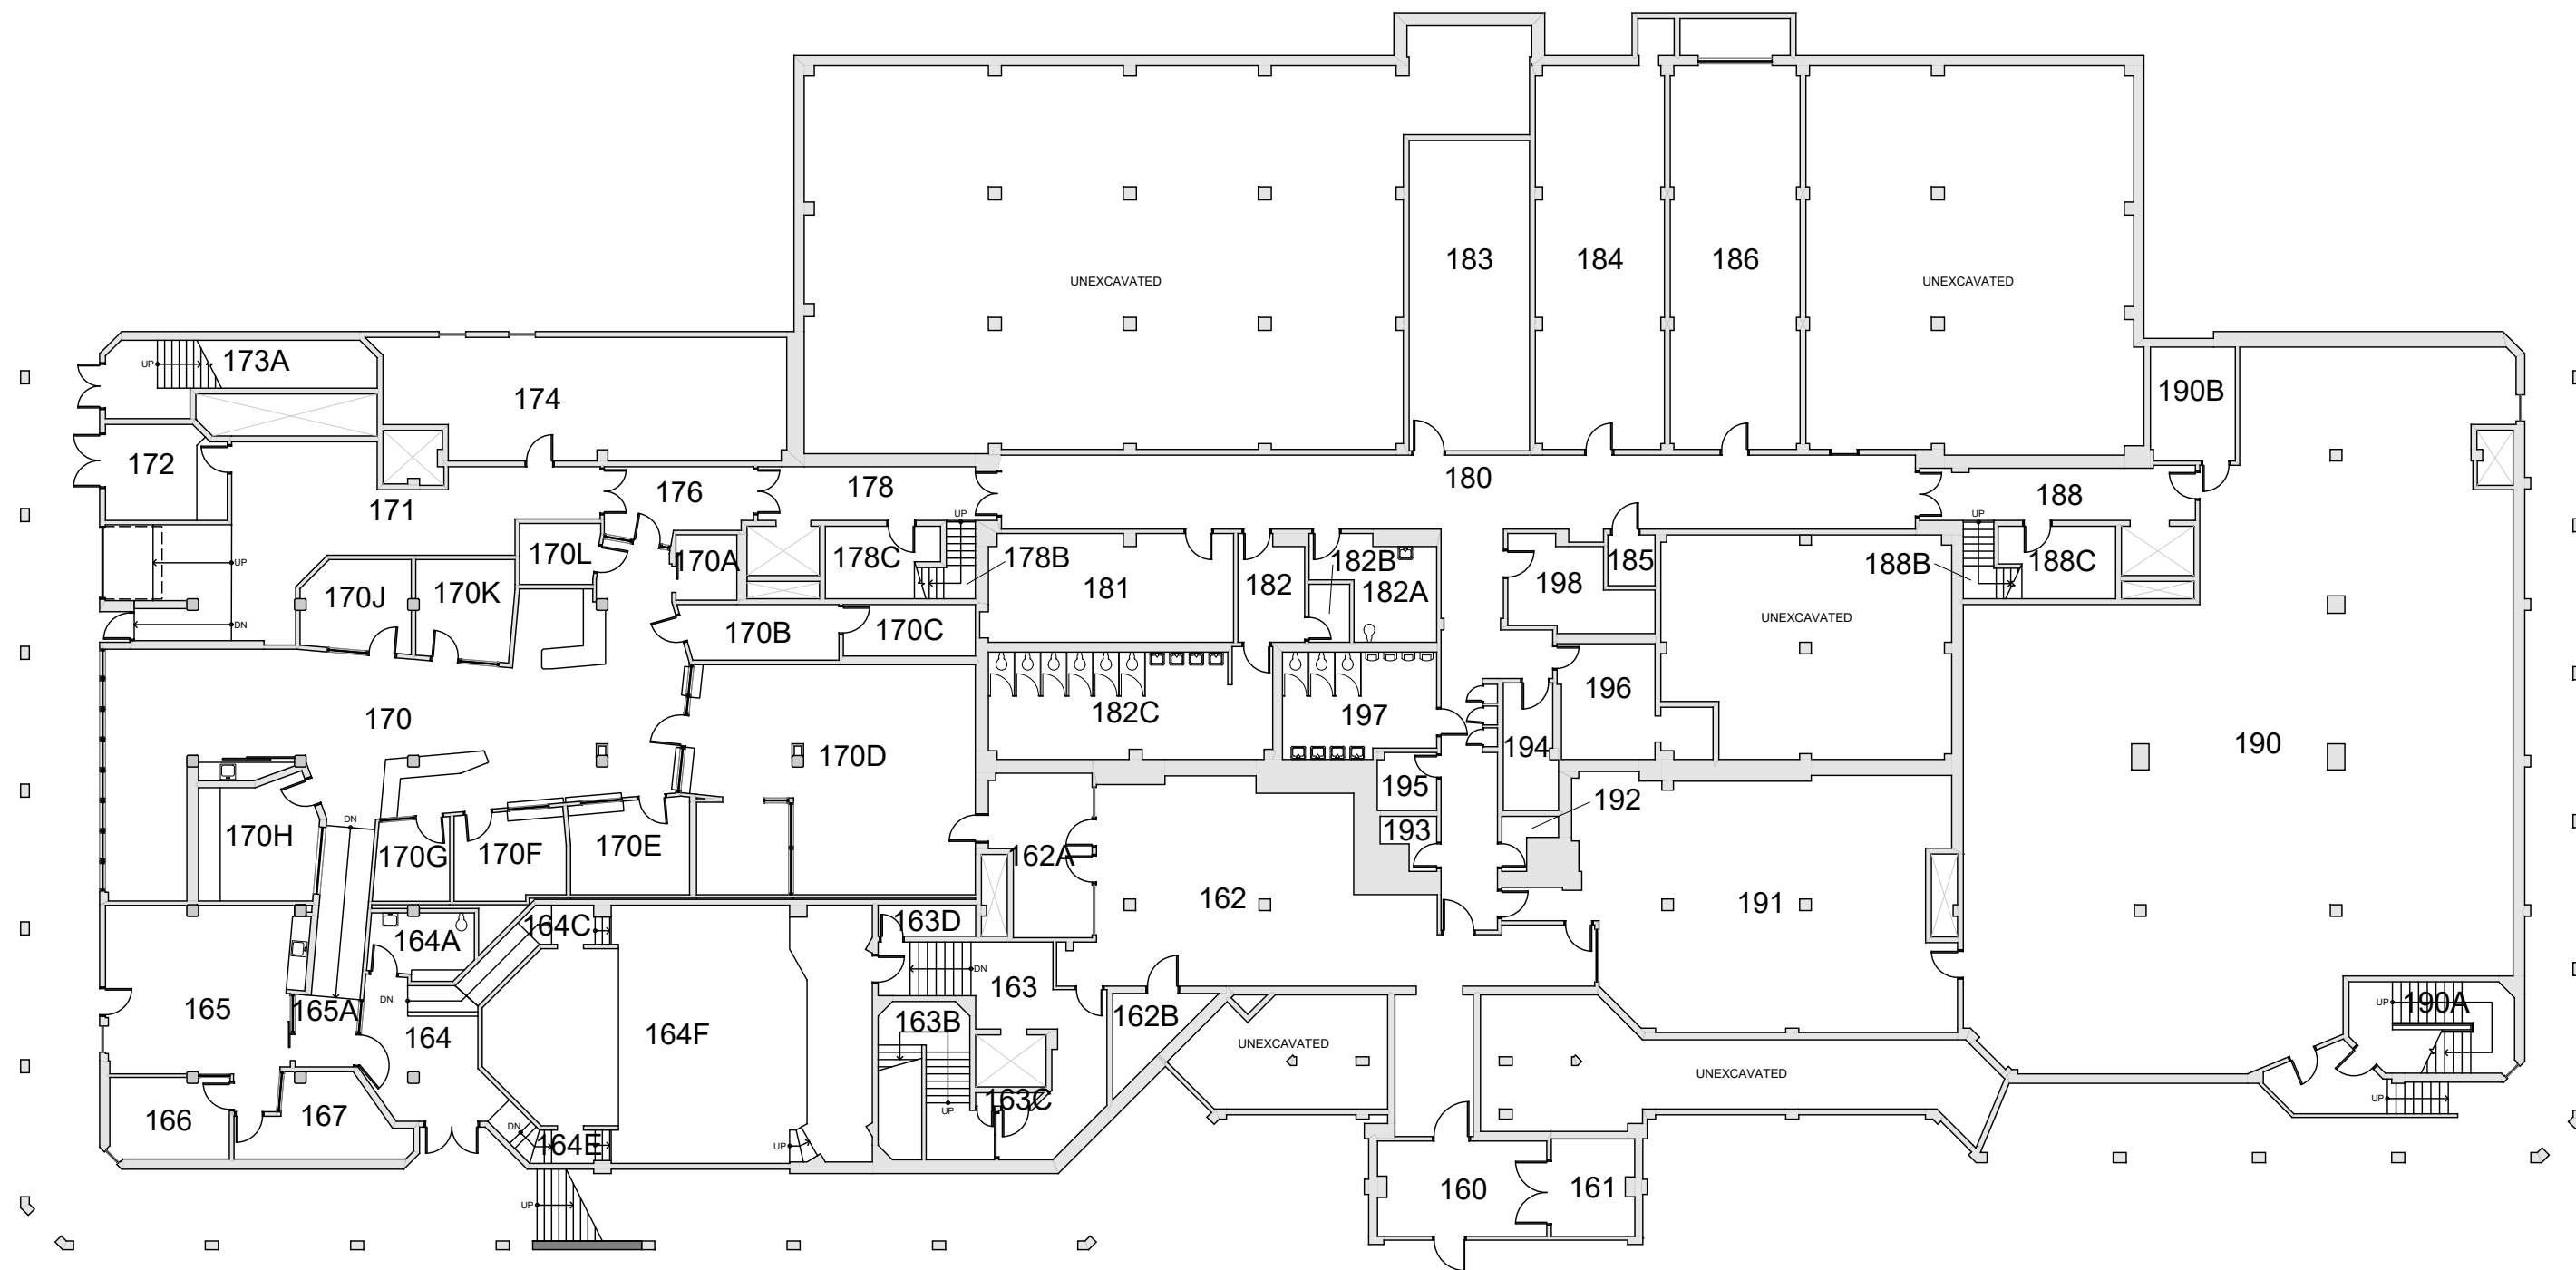 183
184
186
UNEXCAVATED
UNEXCAVATED
UP
173A
190B
174
172
180
176
178
188
171
UP
UP
170L
170A
178C
178B
182B
198
185
188B
188C
UP
170J
170K
181
182
182A
DN
170B
170C
UNEXCAVATED
196
170
182C
197
190
170D
194
195
192
DN
193
170H
170G
170F
170E
162A
162
191
164C
163D
164A
DN
163
DN
165
165A
190A
UP
162B
163B
164
164F
UNEXCAVATED
UNEXCAVATED
163C
UP
UP
166
167
DN
164E
UP
160
161
UP